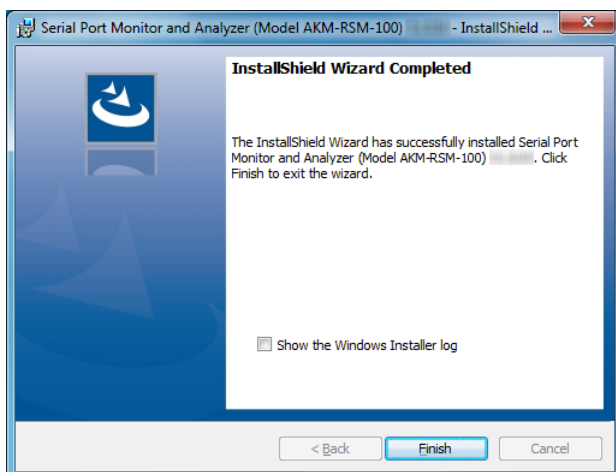 Serial Port Monitor and Analyzer (Model AKM-RSM-100) - InstallShield ...
InstallShield Wizard Completed
The InstallShield Wizard has successfully installed Serial Port
Monitor and Analyzer (Model AKM-RSM-100) . Click
Finish to exit the wizard.
Show the Windows Installer log
< Back
Finish
Cancel